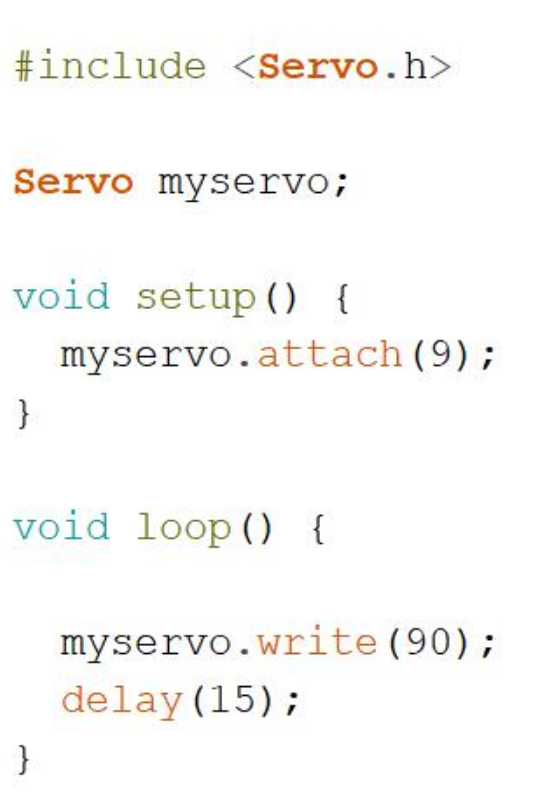 #include <Servo.h>
Servo myservo;
void setup() {
  myservo.attach(9);
}
void loop() {
  myservo.write(90);
  delay(15);
}